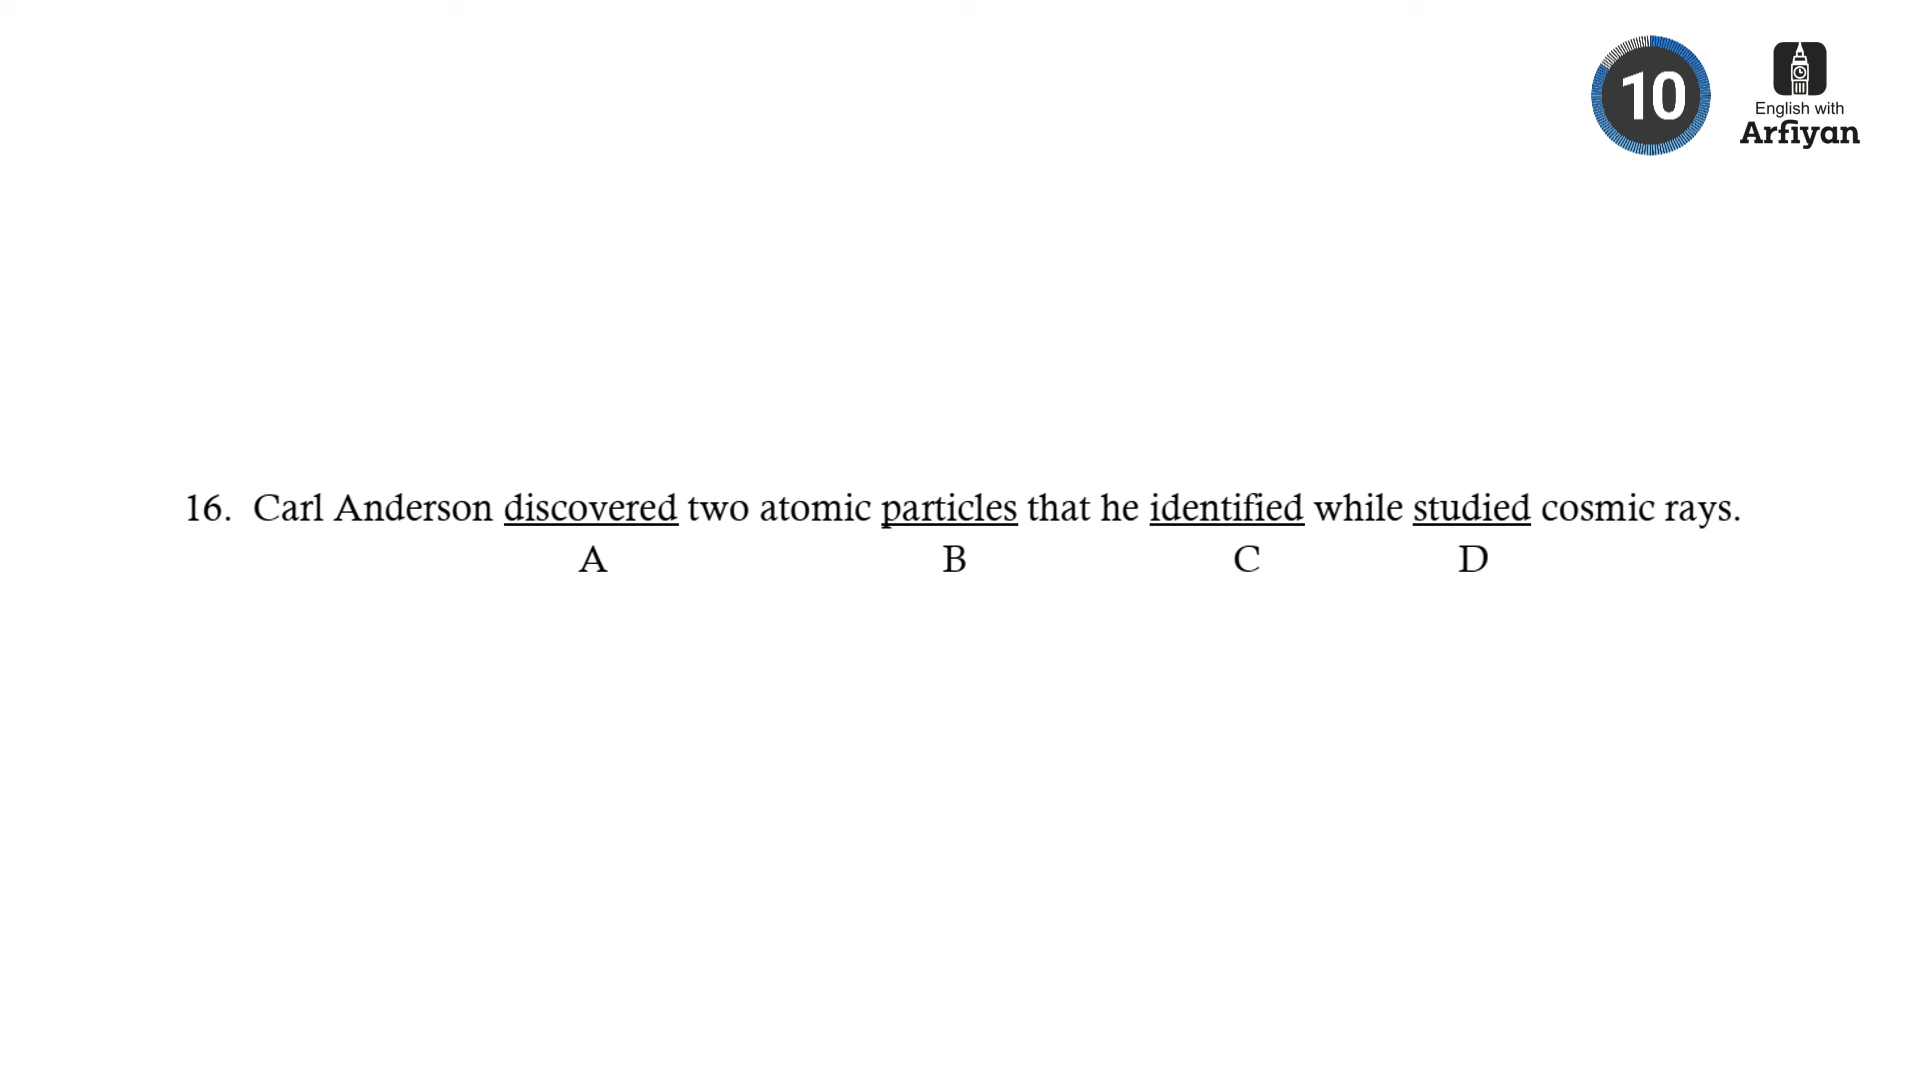 10
English with
Arfiyan
16. Carl Anderson discovered two atomic particles that he identified while studied cosmic rays.
A B C D